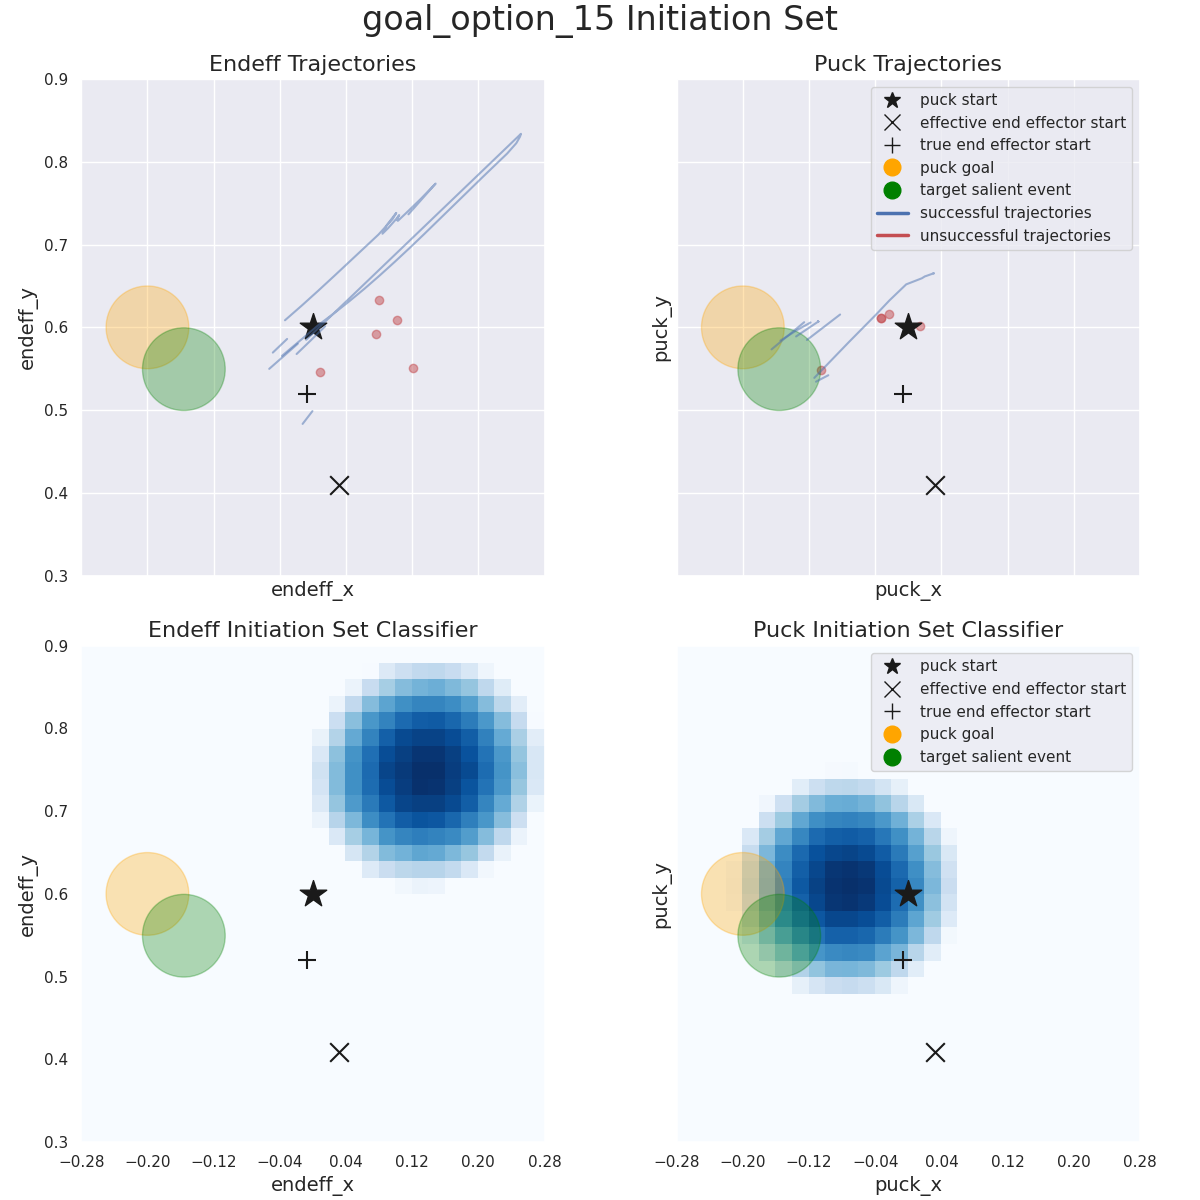 goal_option_15 Initiation Set
Endeff Trajectories
0.9
0.8
0.7
0.6
0.5
0.4
0.3
endeff_y
endeff_x
Puck Trajectories
puck start
effective end effector start
true end effector start
puck goal
target salient event
successful trajectories
unsuccessful trajectories
puck_y
puck_x
Endeff Initiation Set Classifier
0.9
0.8
0.7
0.6
0.5
0.4
0.3
endeff_y
−0.28 −0.20 −0.12 −0.04 0.04 0.12 0.20 0.28
endeff_x
Puck Initiation Set Classifier
puck start
effective end effector start
true end effector start
puck goal
target salient event
puck_y
−0.28 −0.20 −0.12 −0.04 0.04 0.12 0.20 0.28
puck_x